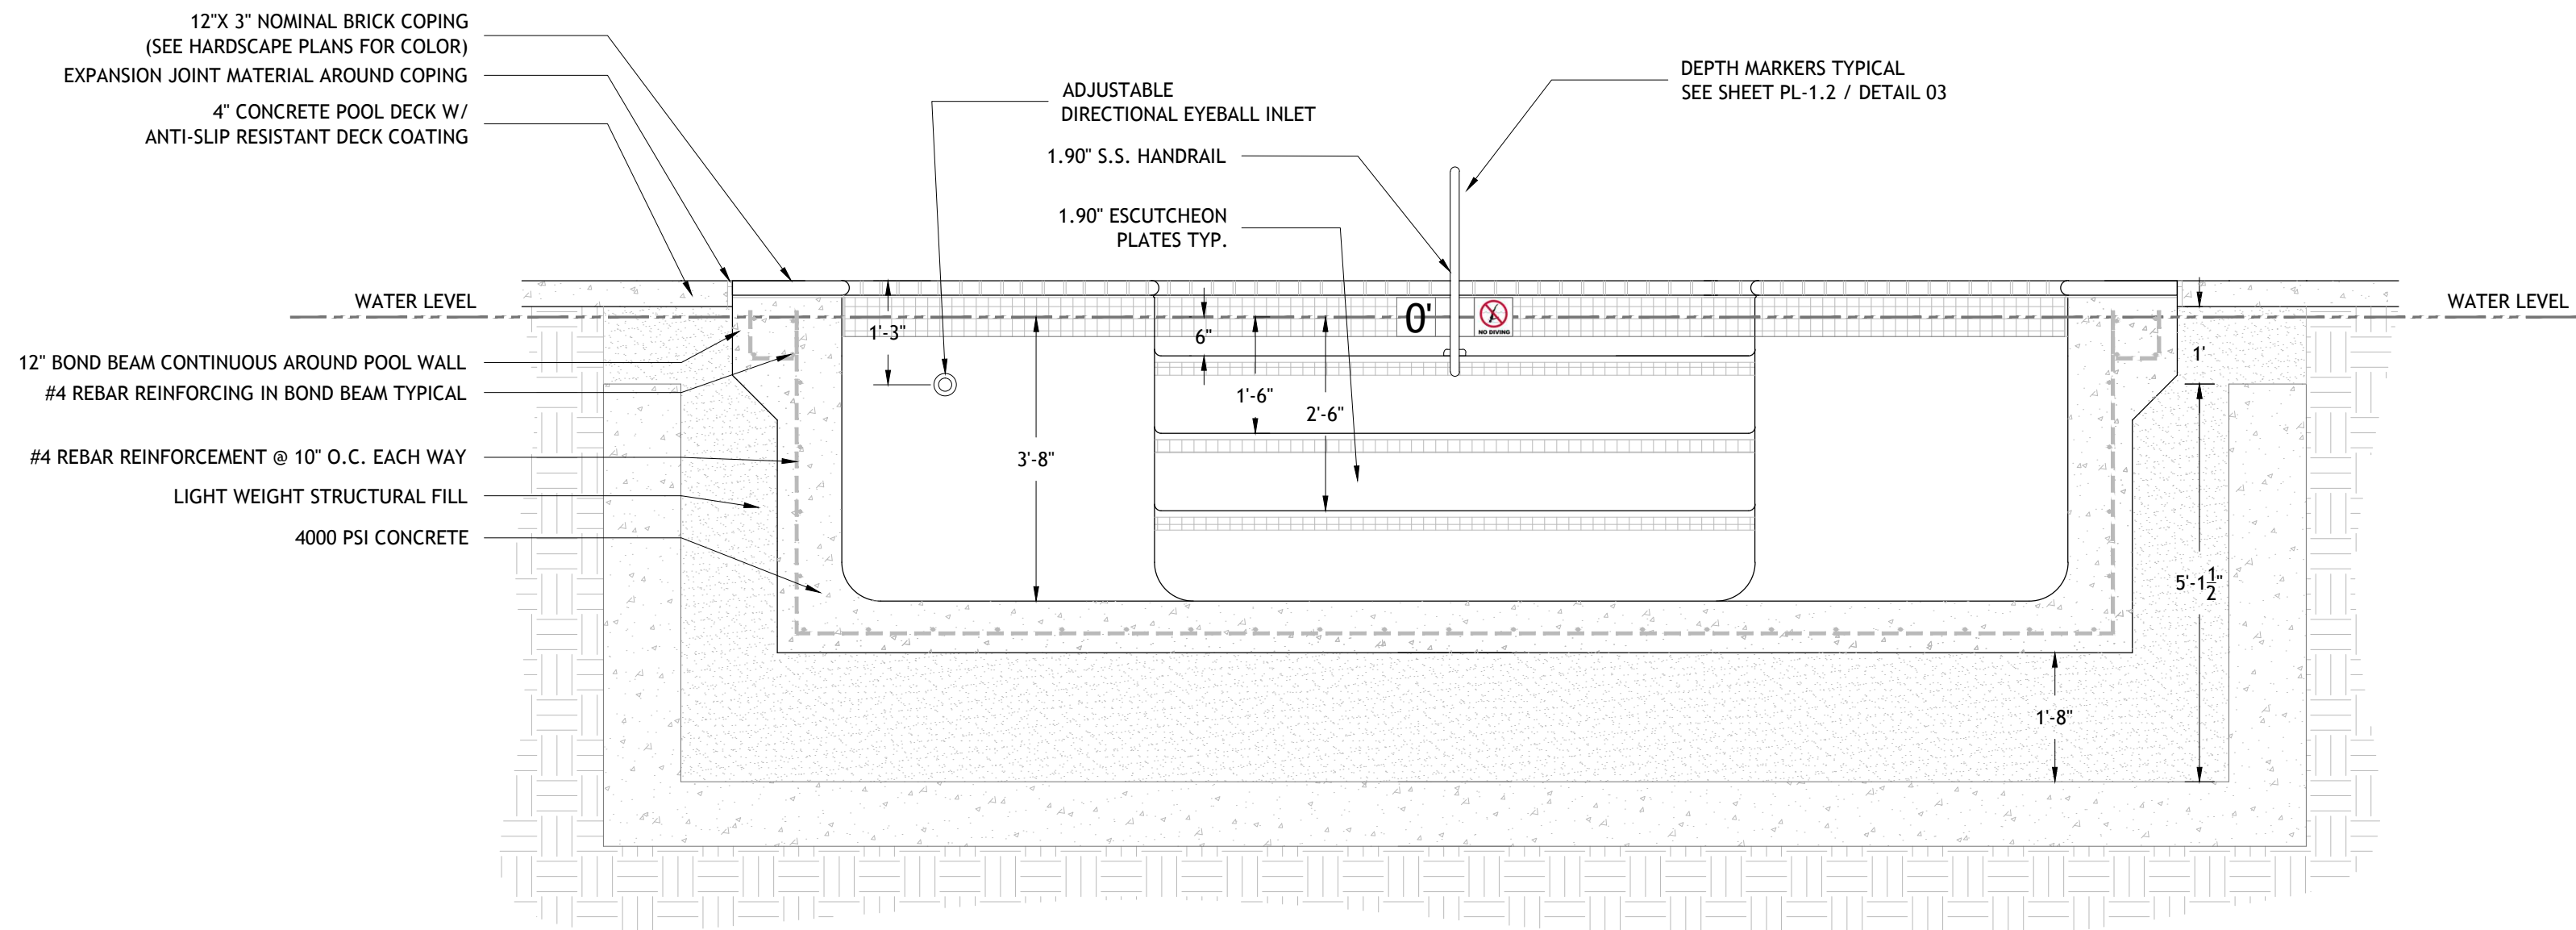 12"X 3" NOMINAL BRICK COPING
(SEE HARDSCAPE PLANS FOR COLOR)
EXPANSION JOINT MATERIAL AROUND COPING
4" CONCRETE POOL DECK W/
ANTI-SLIP RESISTANT DECK COATING
ADJUSTABLE
DIRECTIONAL EYEBALL INLET
1.90" S.S. HANDRAIL
1.90" ESCUTCHEON
PLATES TYP.
DEPTH MARKERS TYPICAL
SEE SHEET PL-1.2 / DETAIL 03
WATER LEVEL
WATER LEVEL
12" BOND BEAM CONTINUOUS AROUND POOL WALL
#4 REBAR REINFORCING IN BOND BEAM TYPICAL
#4 REBAR REINFORCEMENT @ 10" O.C. EACH WAY
LIGHT WEIGHT STRUCTURAL FILL
4000 PSI CONCRETE
1'-3"
3'-8"
6"
1'-6"
2'-6"
0'
NO DIVING
1'
5'-1 1/2"
1'-8"